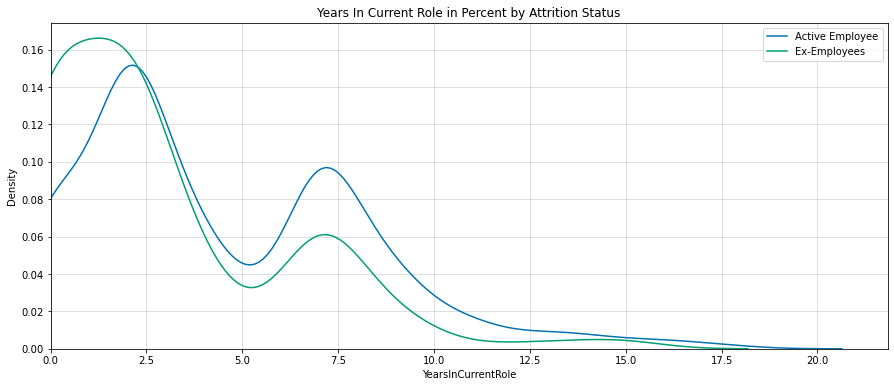 Years In Current Role in Percent by Attrition Status
Active Employee
Ex-Employees
Density
0.16
0.14
0.12
0.10
0.08
0.06
0.04
0.02
0.00
0.0 2.5 5.0 7.5 10.0 12.5 15.0 17.5 20.0
YearsInCurrentRole